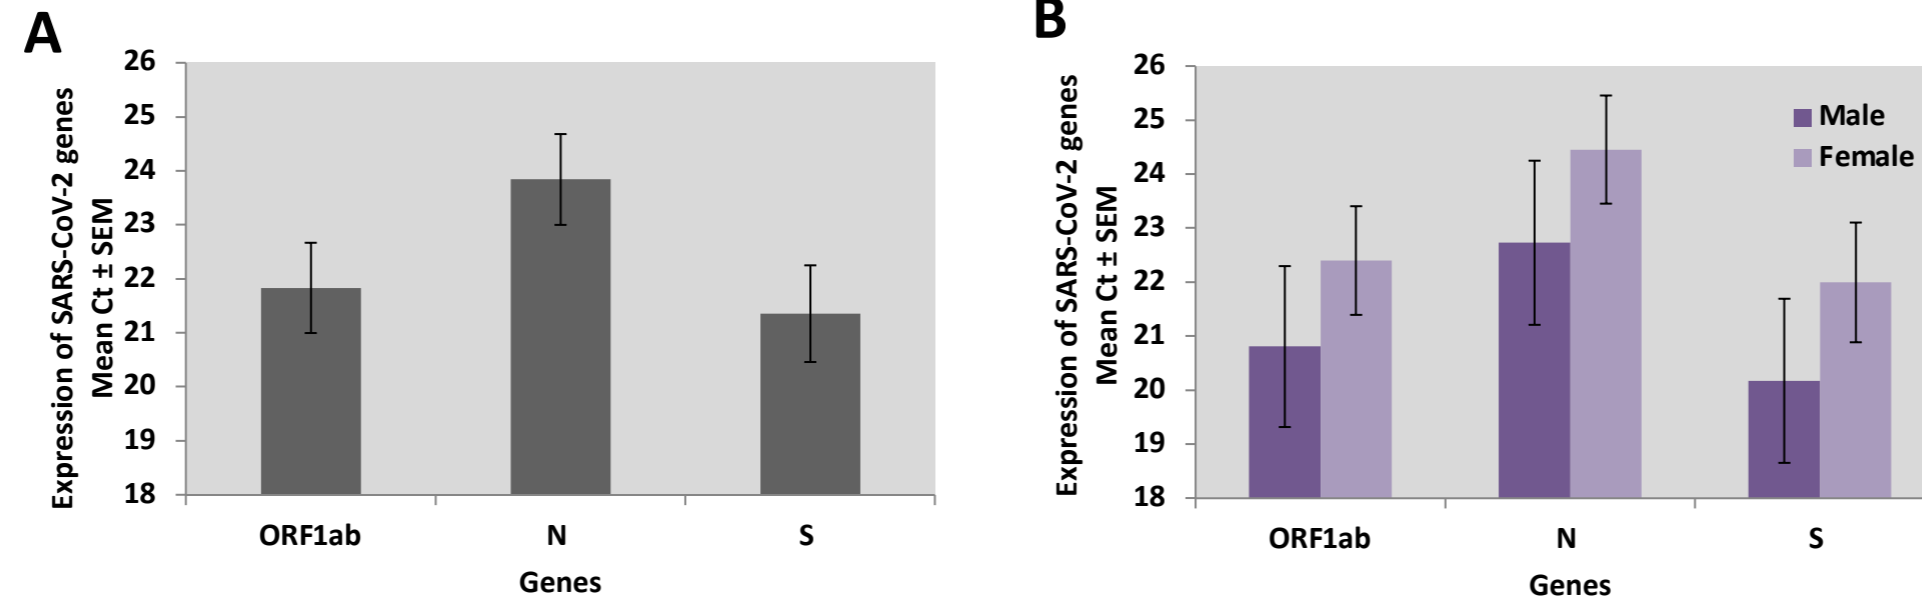 A
Expression of SARS-CoV-2 genes
Mean Ct ± SEM
26
25
24
23
22
21
20
19
18
ORF1ab N S
Genes
B
Expression of SARS-CoV-2 genes
Mean Ct ± SEM
26
25
24
23
22
21
20
19
18
Male
Female
ORF1ab N S
Genes